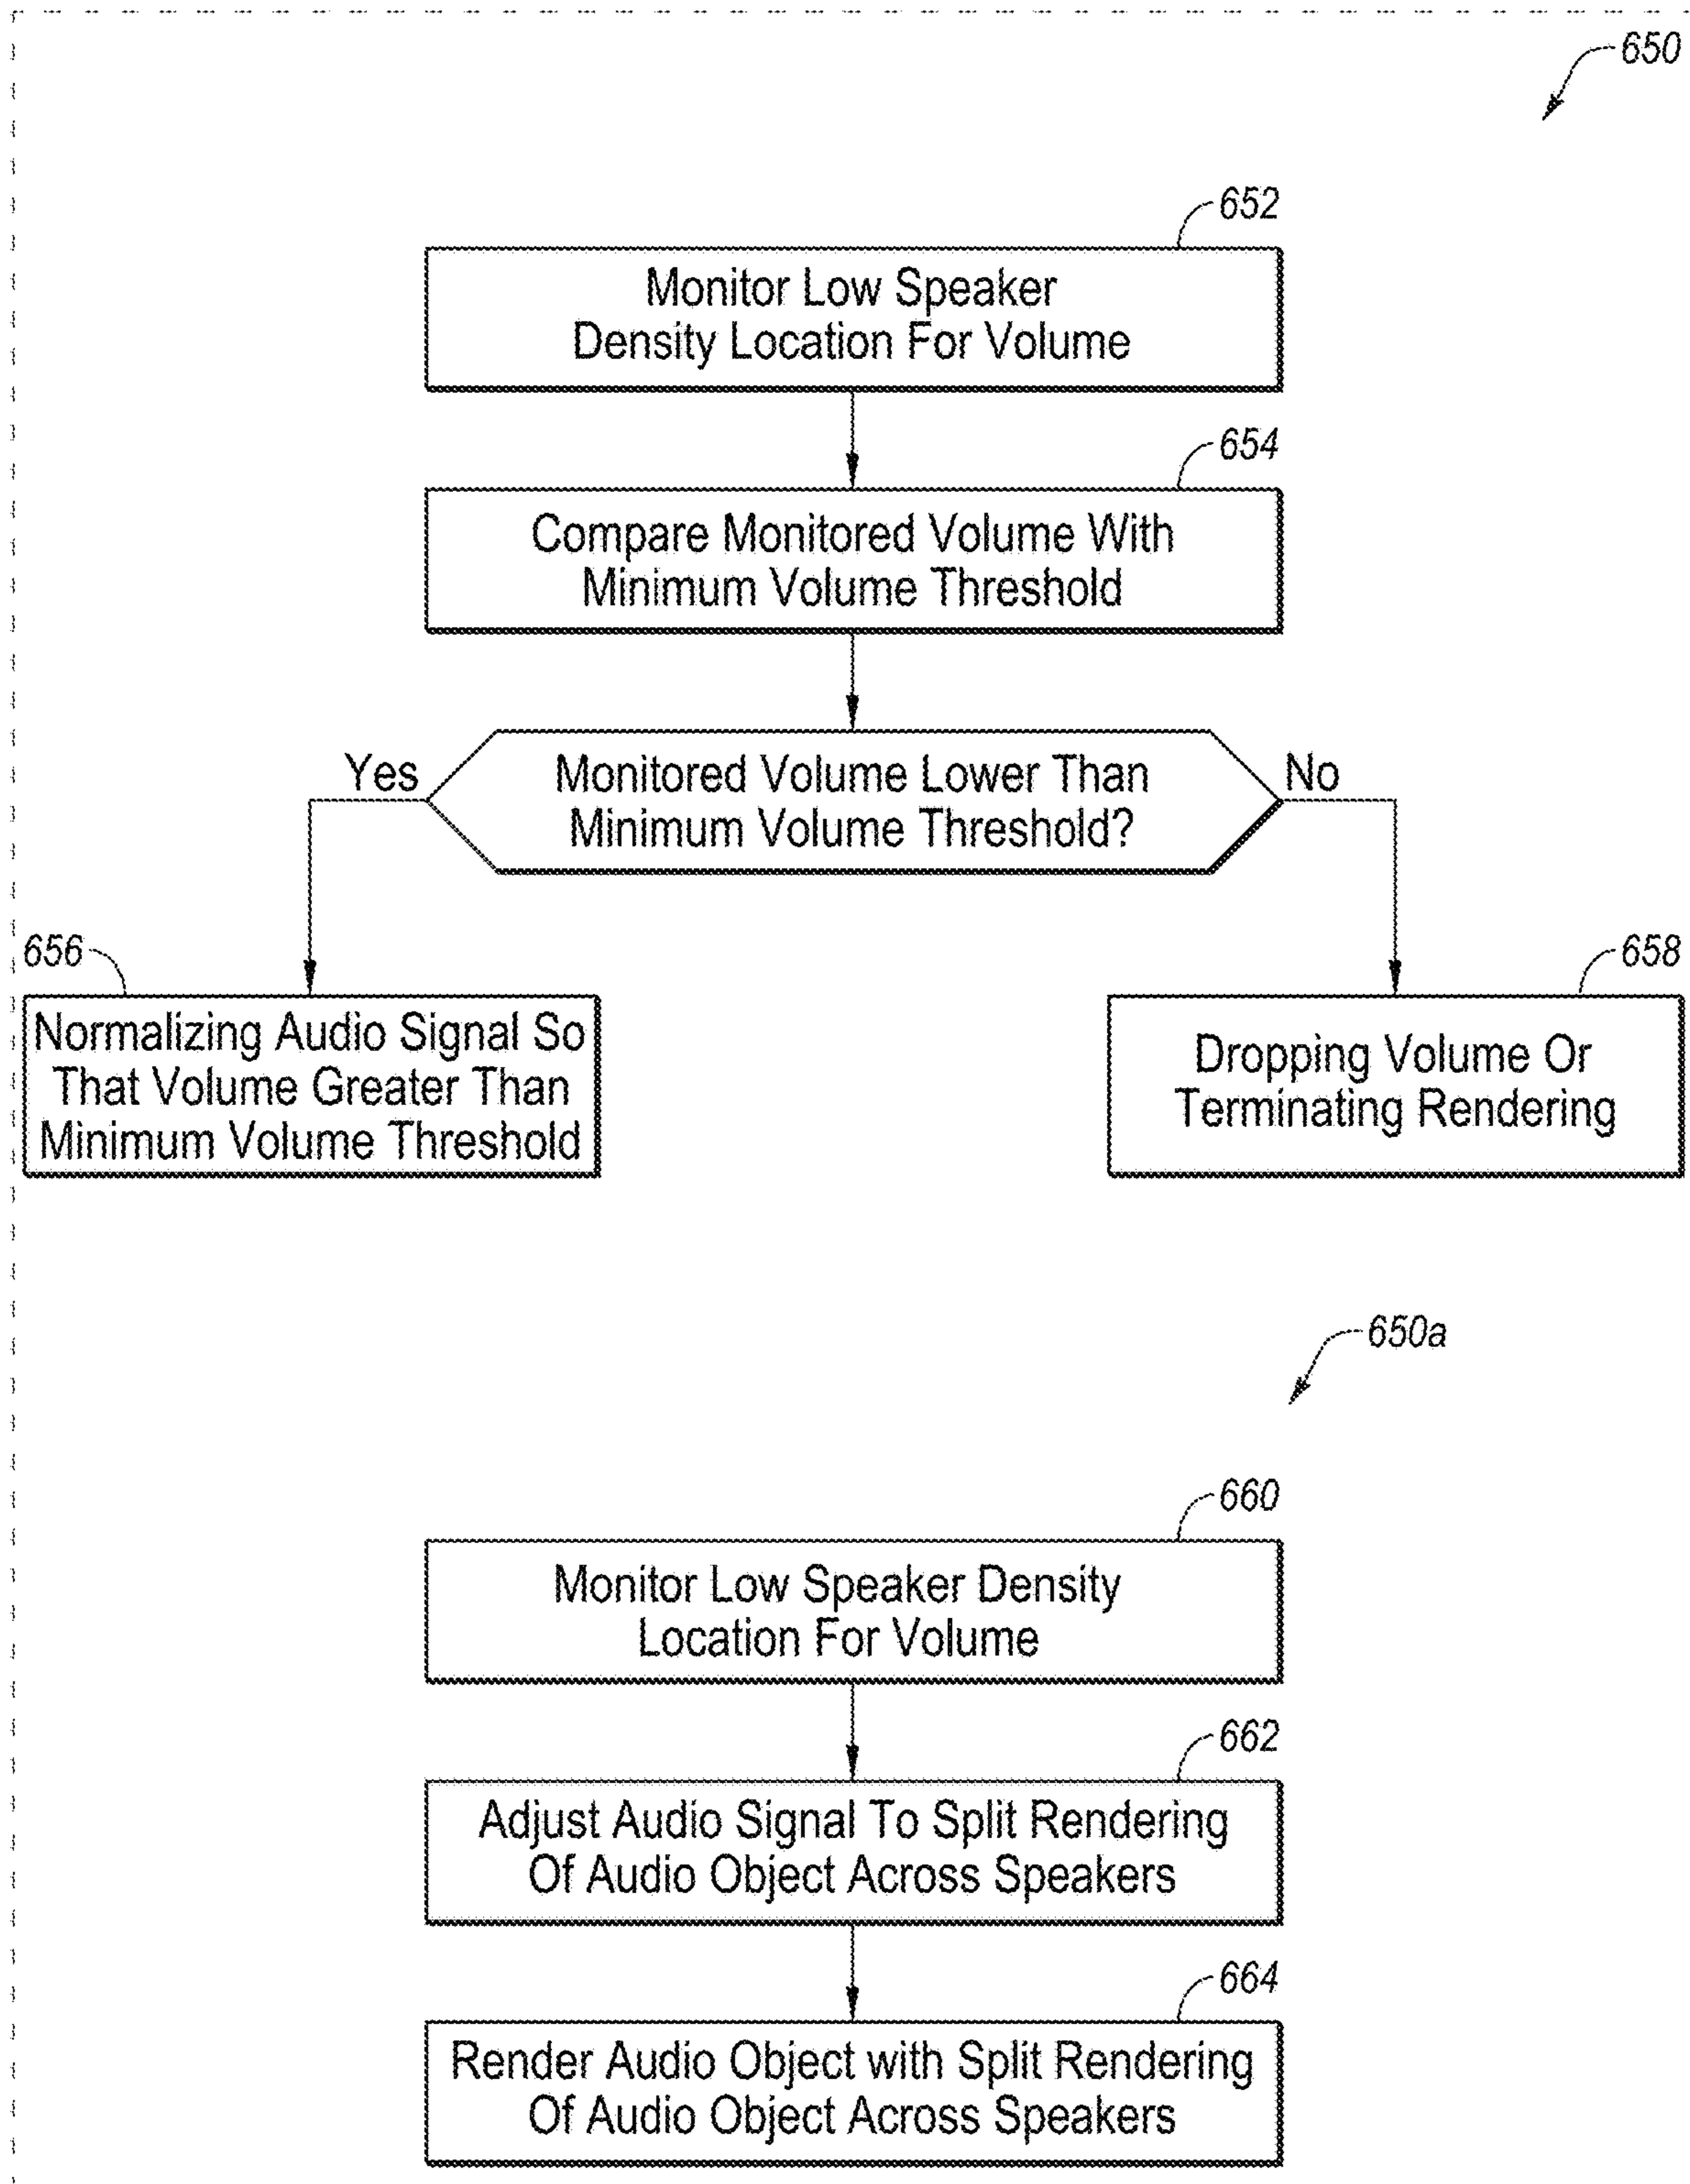 650
652
Monitor Low Speaker
Density Location For Volume
654
Compare Monitored Volume With
Minimum Volume Threshold
Yes
Monitored Volume Lower Than
Minimum Volume Threshold?
No
656
Normalizing Audio Signal So
That Volume Greater Than
Minimum Volume Threshold
658
Dropping Volume Or
Terminating Rendering
650a
660
Monitor Low Speaker Density
Location For Volume
662
Adjust Audio Signal To Split Rendering
Of Audio Object Across Speakers
664
Render Audio Object with Split Rendering
Of Audio Object Across Speakers